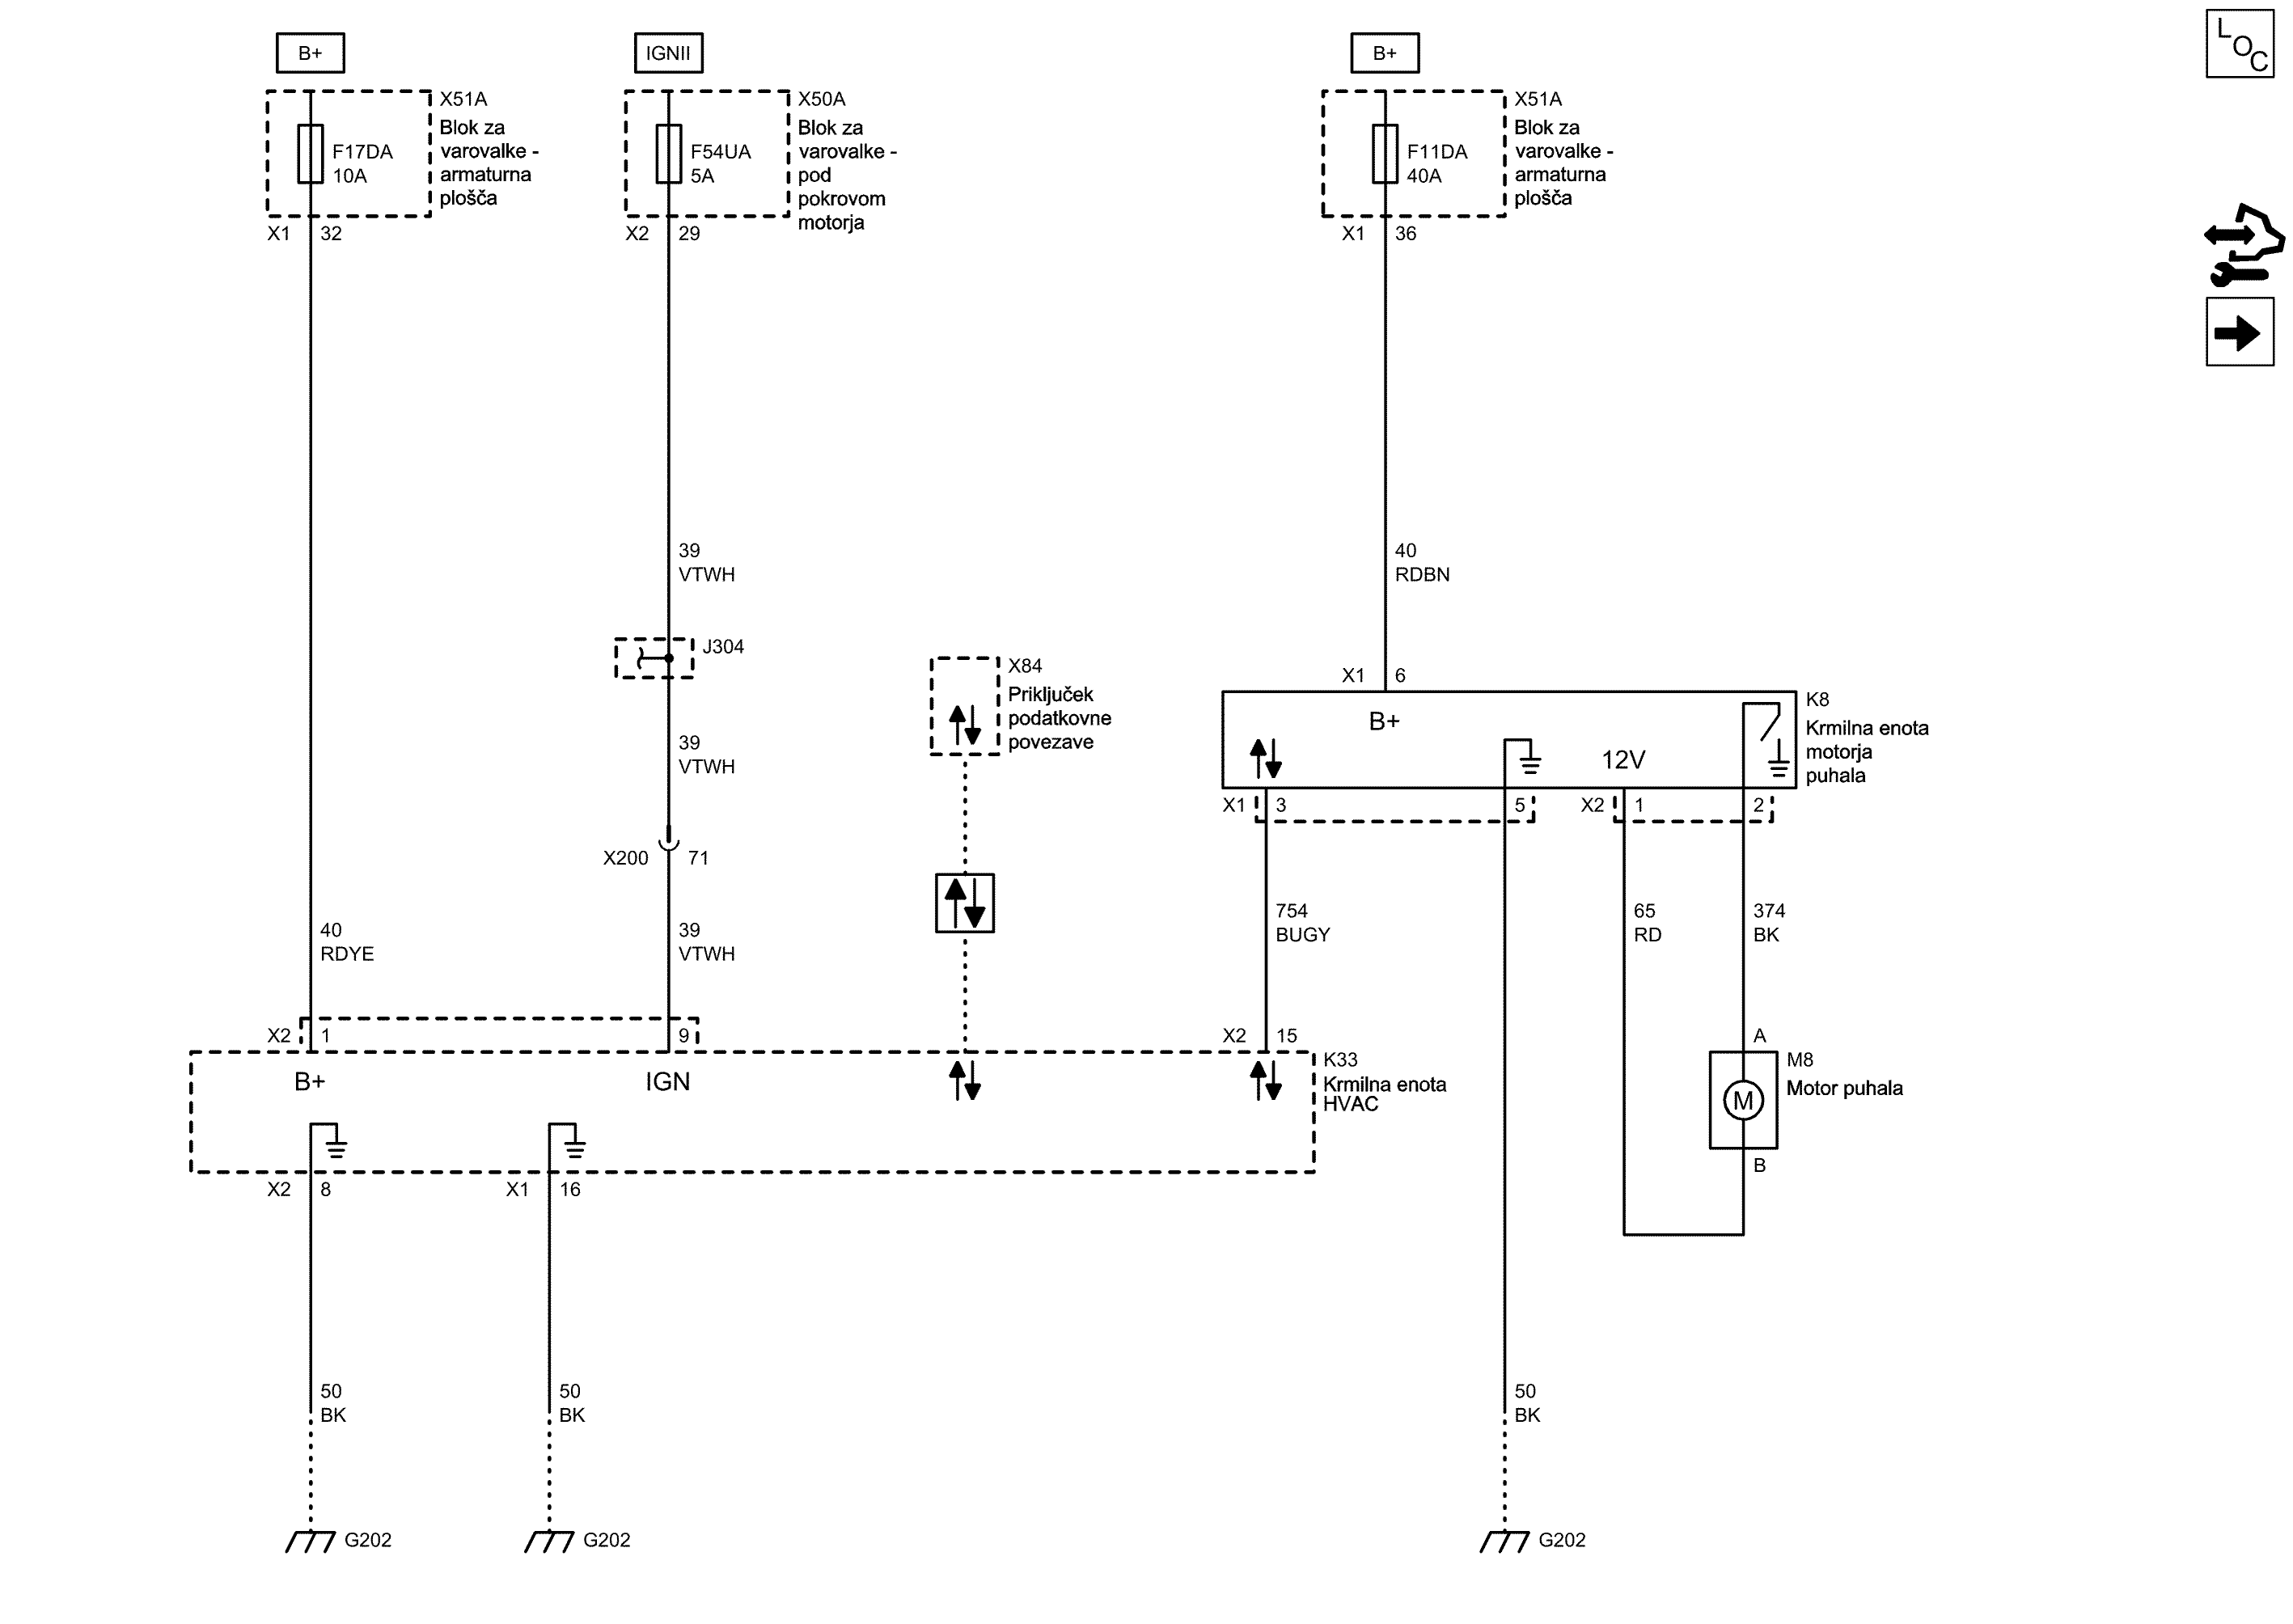 B+
IGNII
B+
L
O
C
X51A
Blok za
varovalke -
armaturna
plošča
F17DA
10A
X1 32
X50A
Blok za
varovalke -
pod
pokrovom
motorja
F54UA
5A
X2 29
X51A
Blok za
varovalke -
armaturna
plošča
F11DA
40A
X1 36
39
VTWH
40
RDBN
J304
X84
Priključek
podatkovne
povezave
X1 6
K8
Krmilna enota
motorja
puhala
B+
12V
39
VTWH
X1 3
5
X2 1
2
X200 71
754
BUGY
65
RD
374
BK
40
RDYE
39
VTWH
X2 1
9
X2 15
A
K33
Krmilna enota
HVAC
B+
IGN
M8
Motor puhala
M
B
X2 8
X1 16
50
BK
50
BK
50
BK
G202
G202
G202